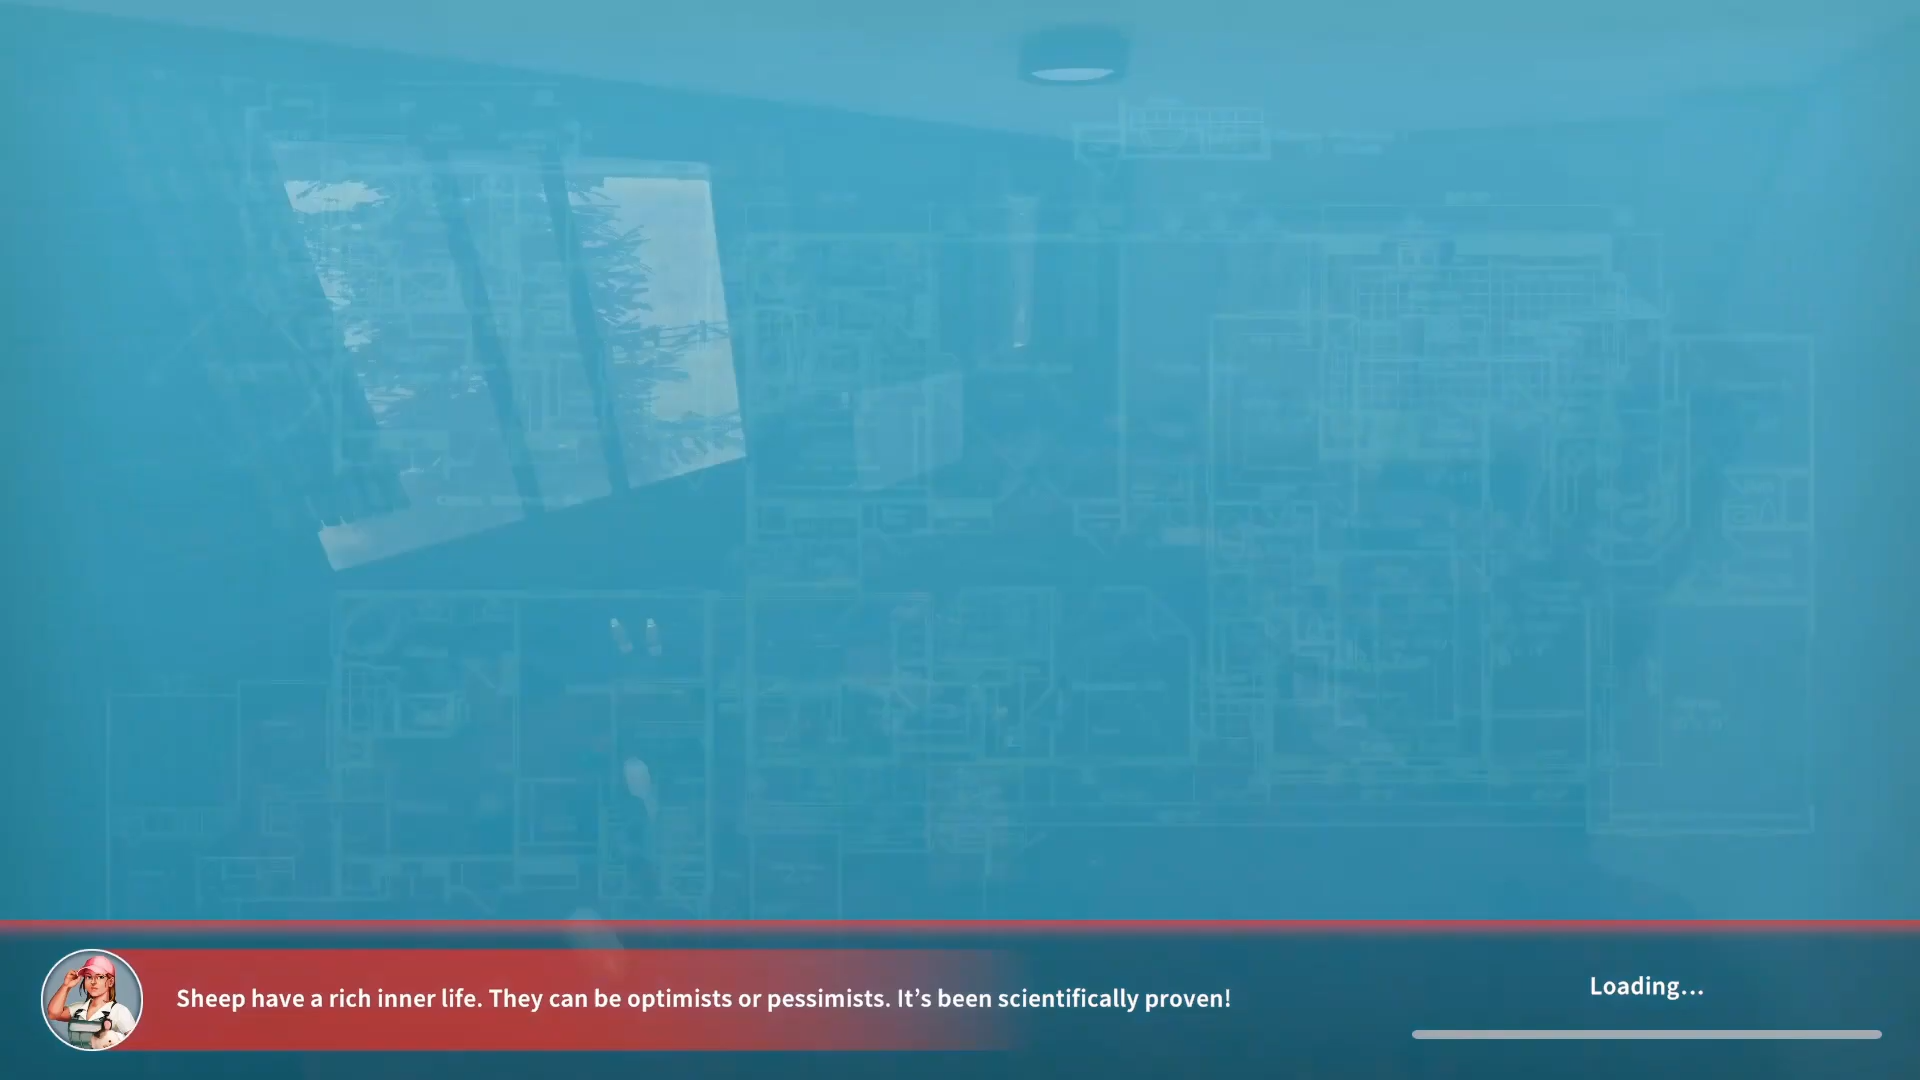 Sheep have a rich inner life. They can be optimists or pessimists. It’s been scientifically proven!
Loading...